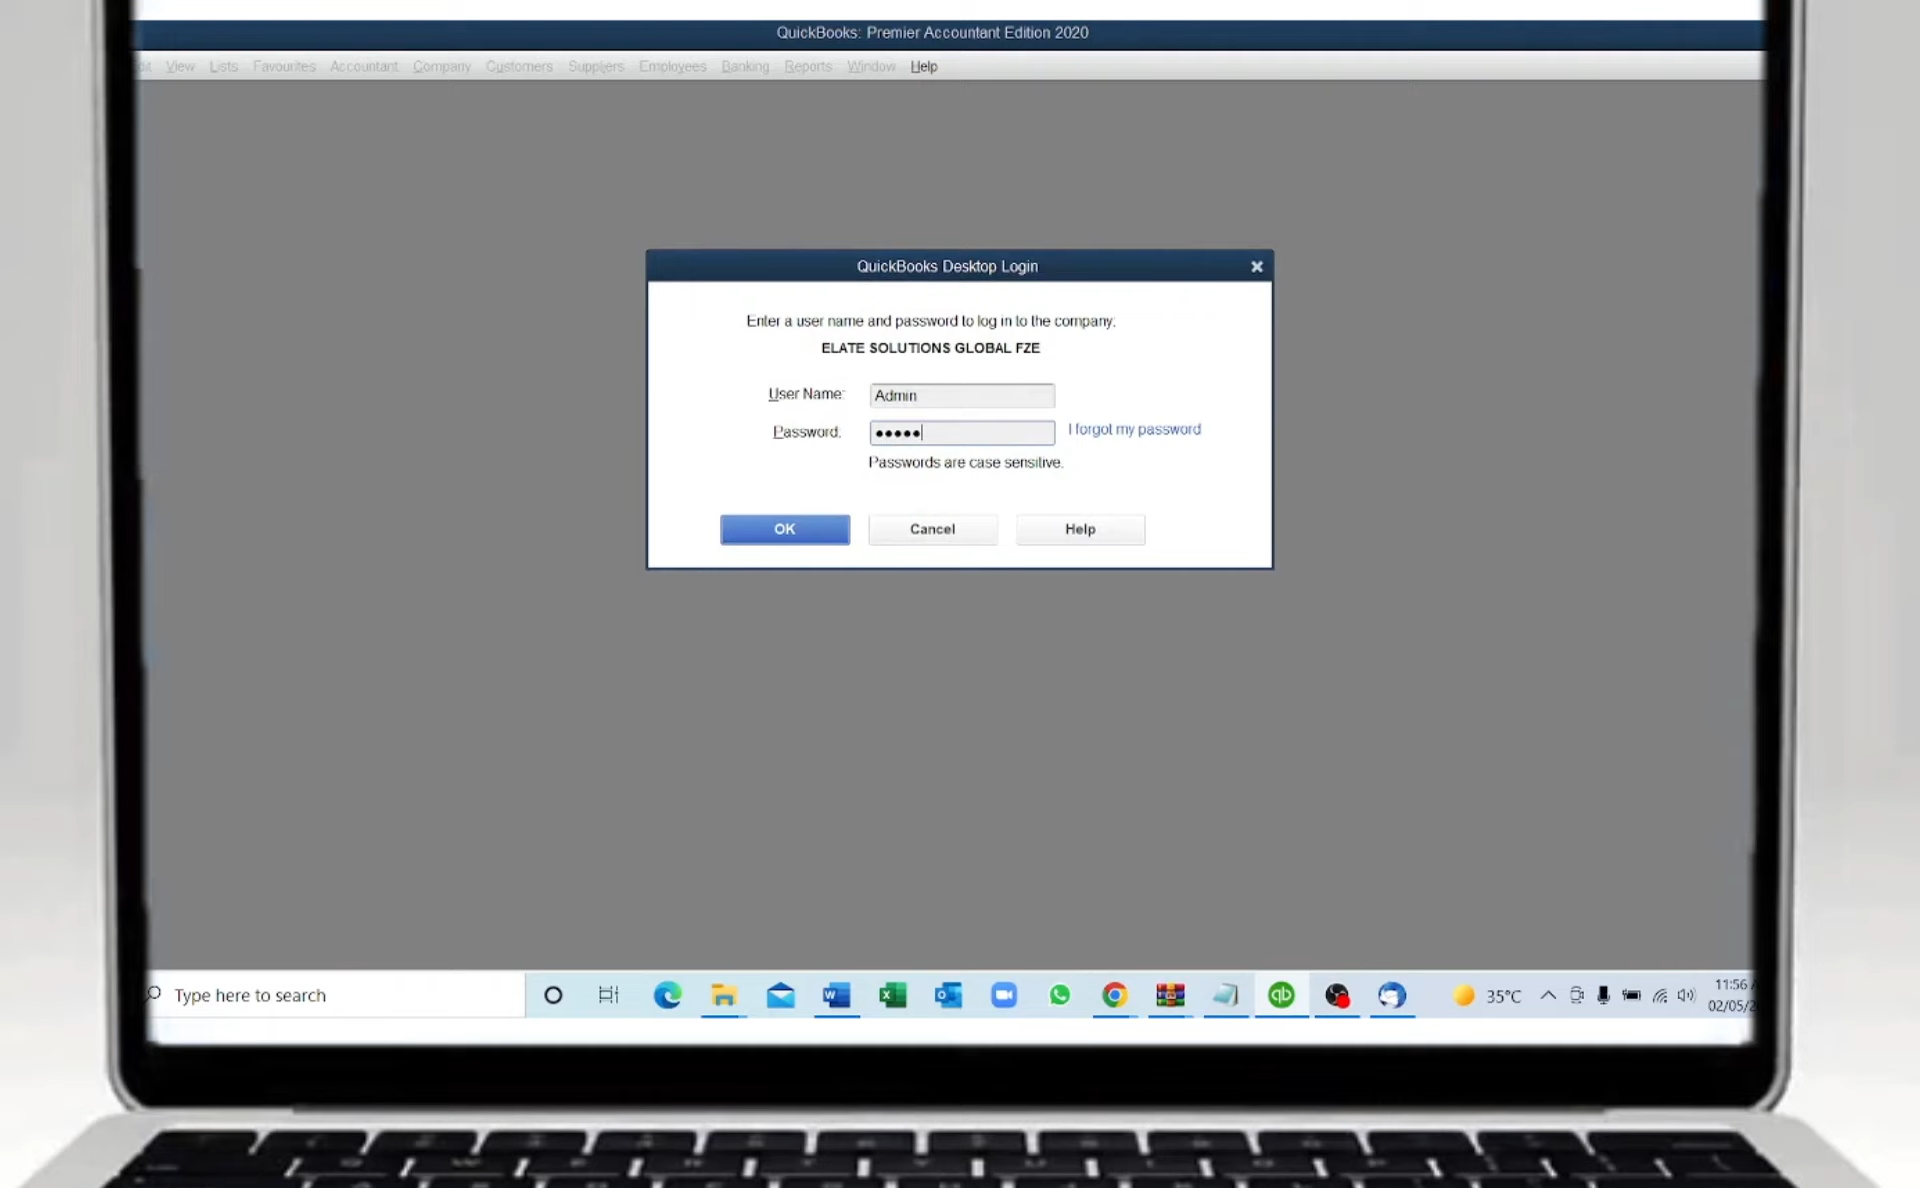 QuickBooks: Premier Accountant Edition 2020
View Lists Favourites Accountant Company Customers Suppliers Employees Banking Reports Window Help
QuickBooks Desktop Login
Enter a user name and password to log in to the company:
ELATE SOLUTIONS GLOBAL FZE
User Name: Admin
Password: I forgot my password
Passwords are case sensitive.
OK Cancel Help
Type here to search
35°C
11:56
02/05/2